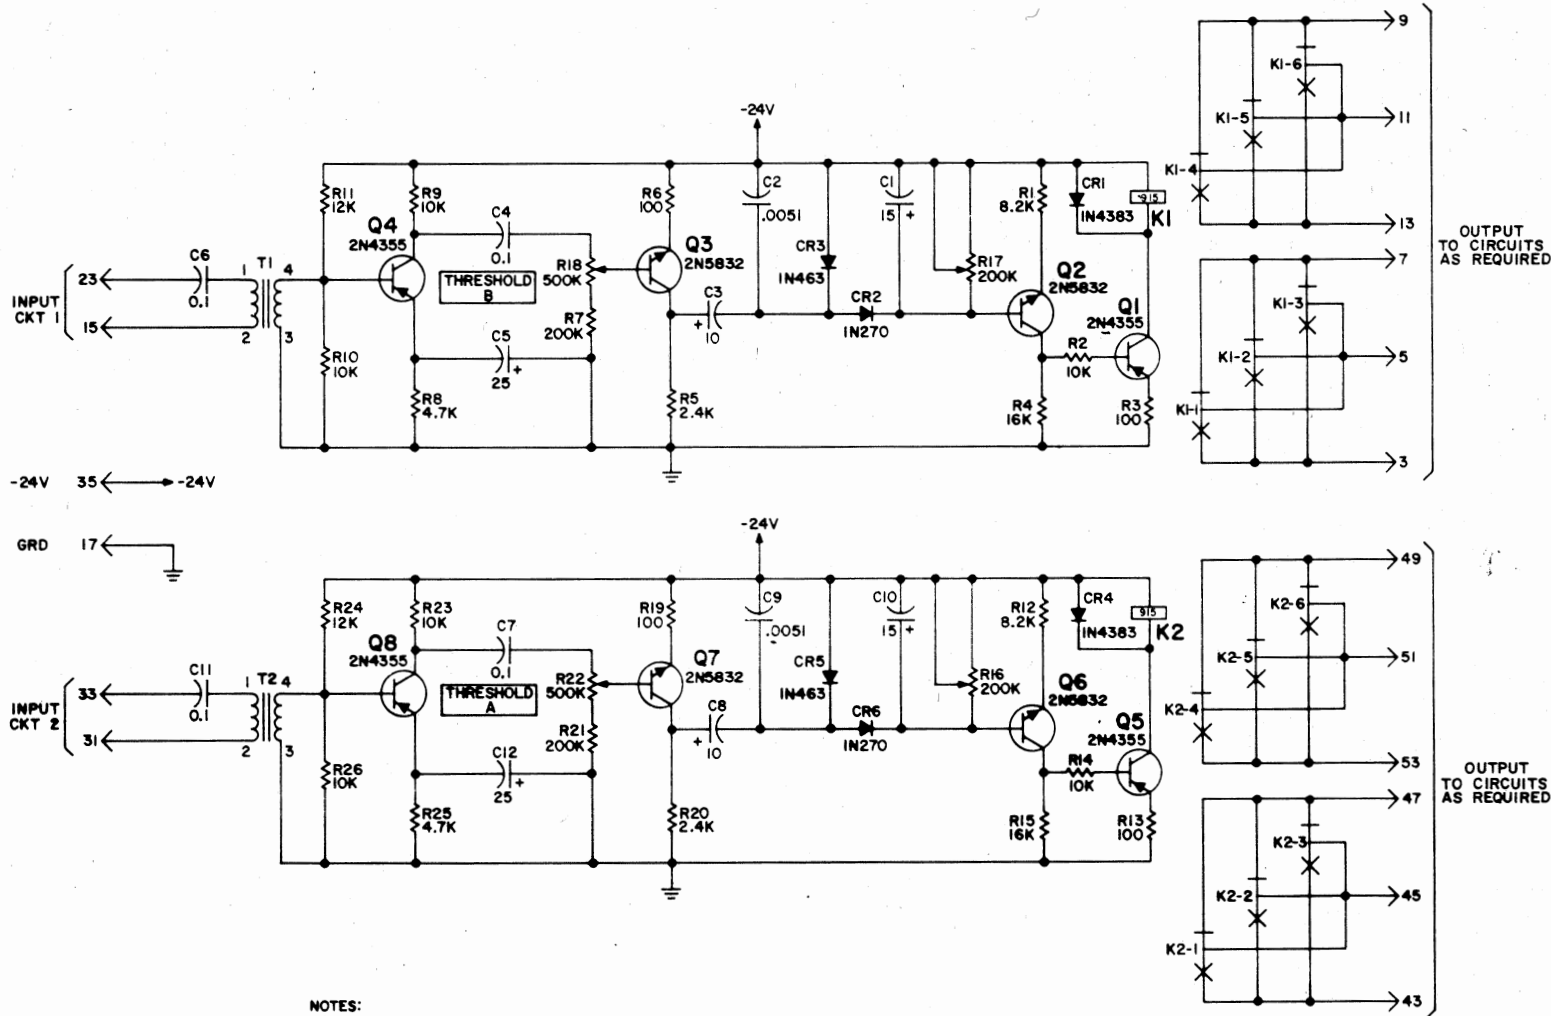 9
K1-6
K1-5
11
K1-4
13
-24V
R11
12K
R9
10K
Q4
2N4355
C4
0.1
R6
100
Q3
2N5832
C2
.0051
C1
15 +
R1
8.2K
CR1
1N4383
915
K1
OUTPUT
TO CIRCUITS
AS REQUIRED
INPUT
CKT 1
23
15
C6
0.1
1
T1
4
2
3
THRESHOLD
B
R18
500K
CR3
1N463
R17
200K
Q2
2N5832
7
K1-3
R7
200K
C3
+
10
CR2
1N270
Q1
2N4355
K1-2
5
R10
10K
C5
+
25
R2
10K
K1-1
R8
4.7K
R5
2.4K
R4
16K
R3
100
3
-24V
35
-24V
GRD
17
-24V
49
K2-6
K2-5
51
K2-4
53
R24
12K
R23
10K
Q8
2N4355
C7
0.1
R19
100
Q7
2N5832
C9
.0051
C10
15 +
R12
8.2K
CR4
1N4383
915
K2
INPUT
CKT 2
33
31
C11
0.1
1
T2
4
2
3
THRESHOLD
A
R22
500K
CR5
1N463
R16
200K
Q6
2N5832
R21
200K
C8
+
10
CR6
1N270
Q5
2N4355
R26
10K
C12
+
25
R14
10K
R25
4.7K
R20
2.4K
R15
16K
R13
100
OUTPUT
TO CIRCUITS
AS REQUIRED
47
K2-3
K2-2
45
K2-1
43
NOTES: